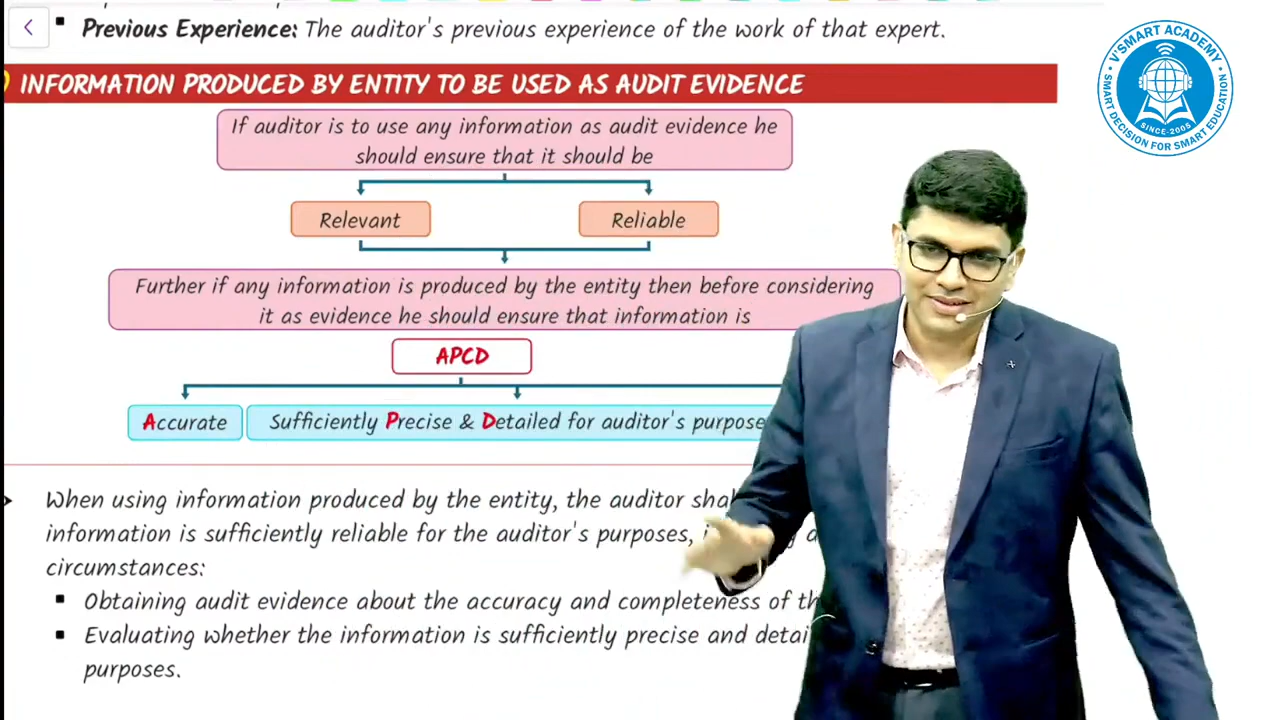 ▪ Previous Experience: The auditor's previous experience of the work of that expert.
INFORMATION PRODUCED BY ENTITY TO BE USED AS AUDIT EVIDENCE
If auditor is to use any information as audit evidence he
should ensure that it should be
Relevant
Reliable
Further if any information is produced by the entity then before considering
it as evidence he should ensure that information is
APCD
Accurate
Sufficiently Precise & Detailed for auditor's purpose
When using information produced by the entity, the auditor
information is sufficiently reliable for the auditor's purposes,
circumstances:
▪ Obtaining audit evidence about the accuracy and completeness of
▪ Evaluating whether the information is sufficiently precise and
purposes.
V'SMART ACADEMY
SMART DECISION FOR SMART EDUCATION
SINCE-2005